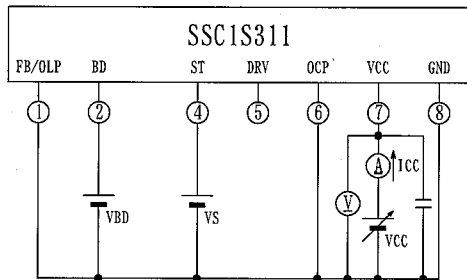 SSC1S311
FB/OLP BD ST DRV OCP VCC GND
1 2 4 5 6 7 8
A ICC
V
VBD VS VCC